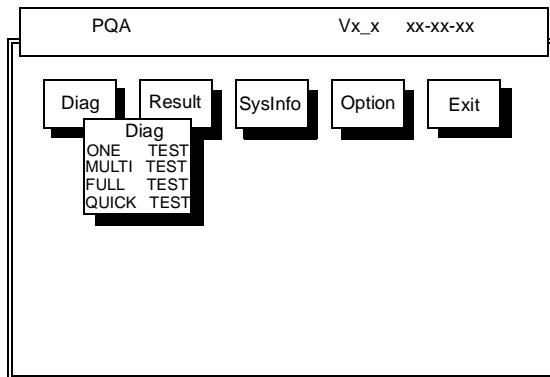 PQA Vx_x xx-xx-xx
Diag Result SysInfo Option Exit
Diag
ONE TEST
MULTI TEST
FULL TEST
QUICK TEST